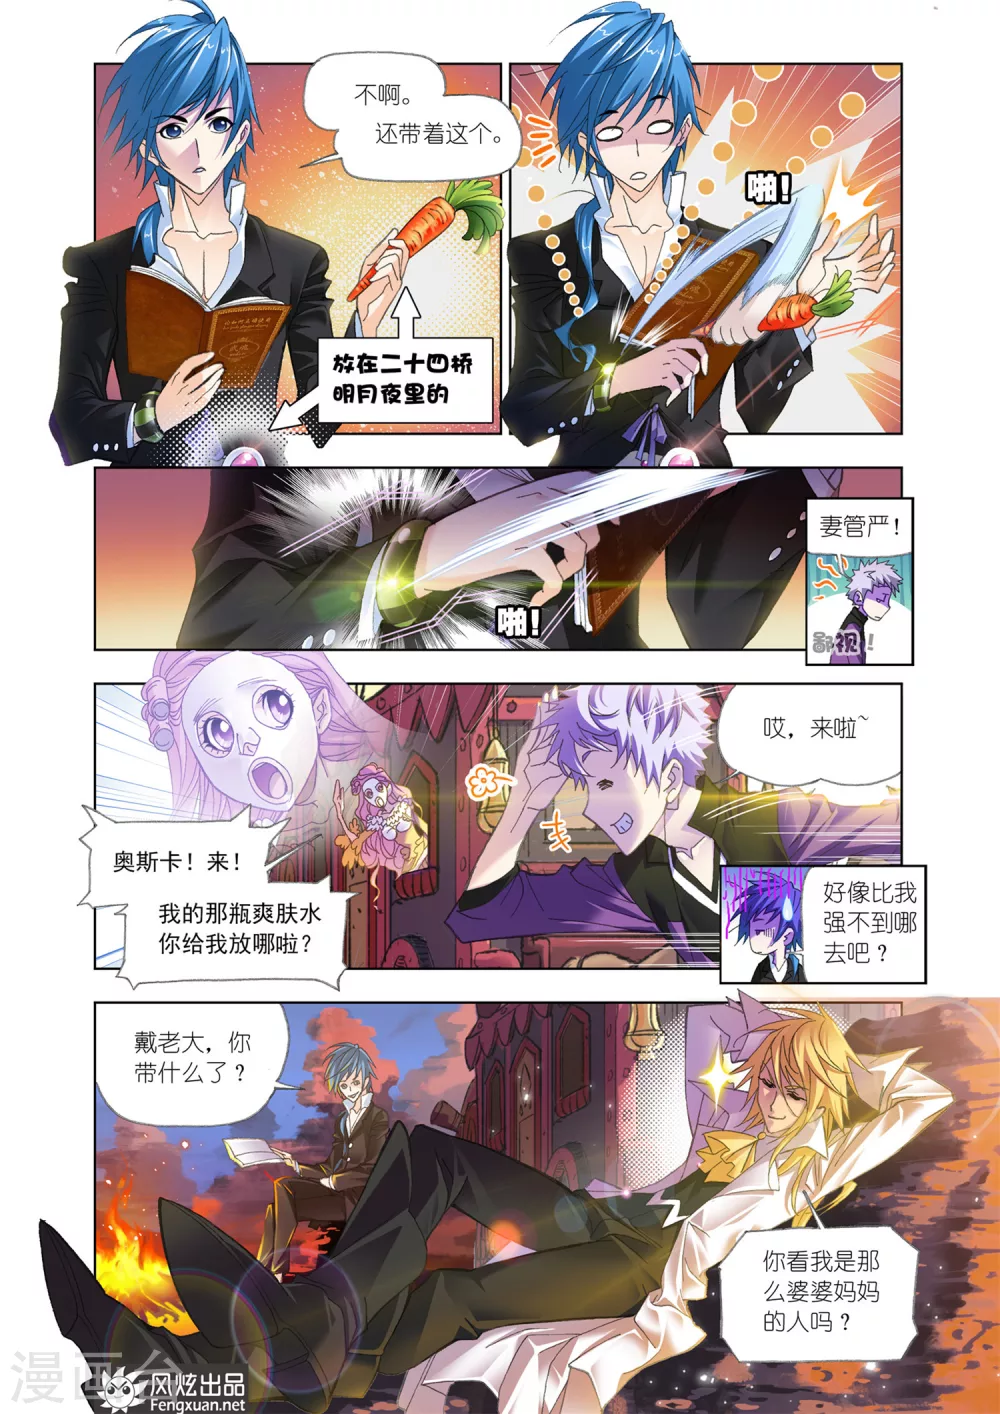 不啊。
还带着这个。
放在二十四桥
明月夜里的
啪！
啪！
妻管严！
鄙视！！
奥斯卡！来！
我的那瓶爽肤水
你给我放哪啦？
哎，来啦~
好像比我
强不到哪
去吧？
戴老大，你
带什么了？
你看我是那
么婆婆妈妈
的人吗？
漫画台
风炫出品
Fengxuan.net